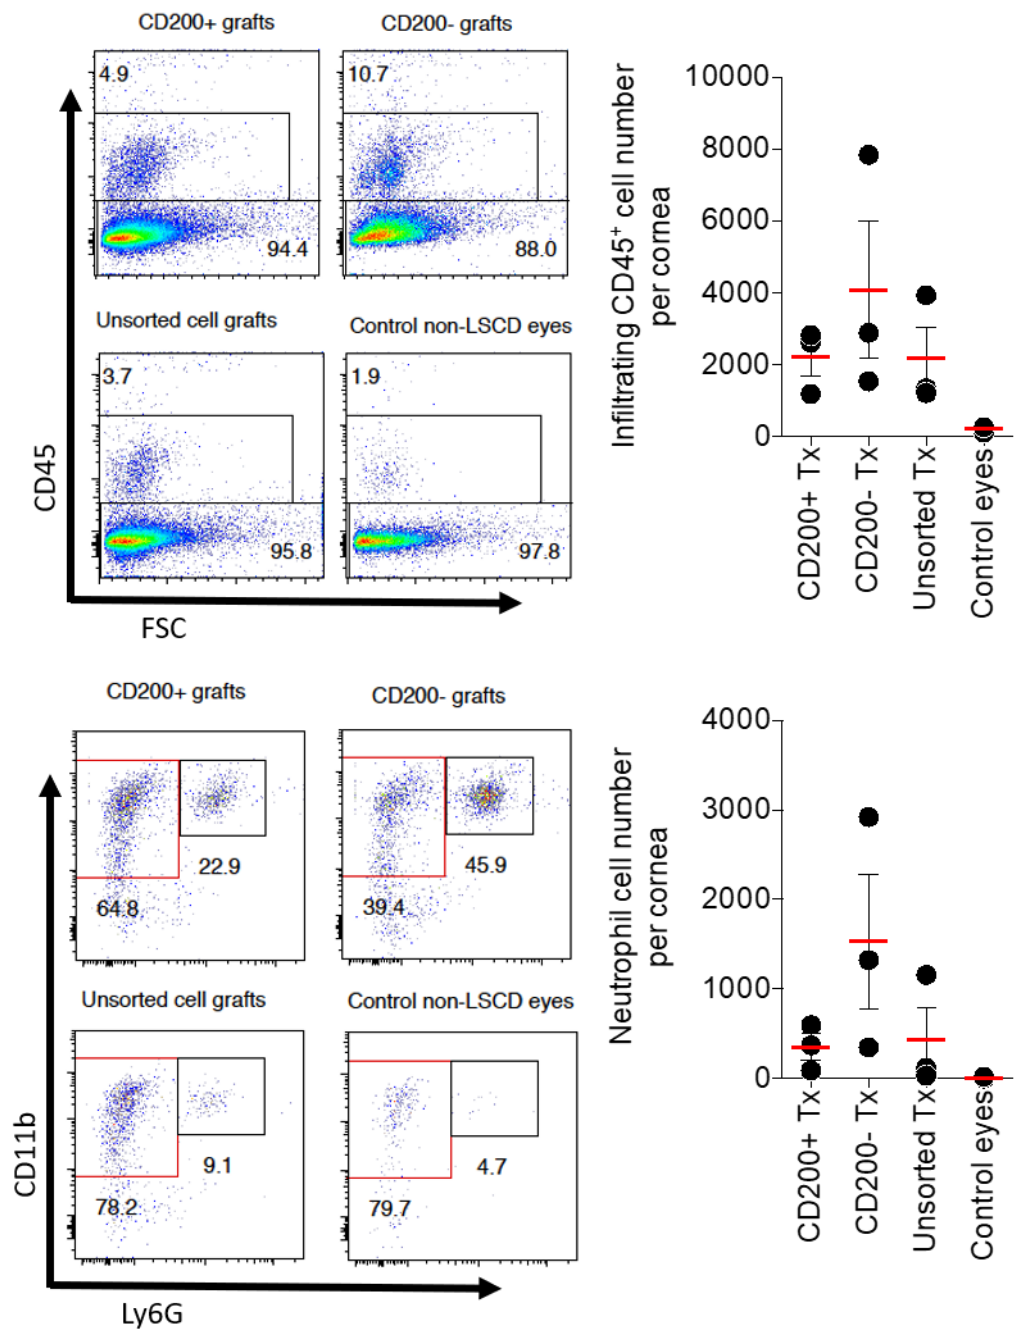 CD200+ grafts
CD200- grafts
4.9
94.4
10.7
88.0
Unsorted cell grafts
Control non-LSCD eyes
3.7
95.8
1.9
97.8
CD45
FSC
Infiltrating CD45⁺ cell number
per cornea
10000
8000
6000
4000
2000
0
CD200+ Tx
CD200- Tx
Unsorted Tx
Control eyes
CD200+ grafts
CD200- grafts
22.9
64.8
45.9
39.4
Unsorted cell grafts
Control non-LSCD eyes
9.1
78.2
4.7
79.7
CD11b
Ly6G
Neutrophil cell number
per cornea
4000
3000
2000
1000
0
CD200+ Tx
CD200- Tx
Unsorted Tx
Control eyes